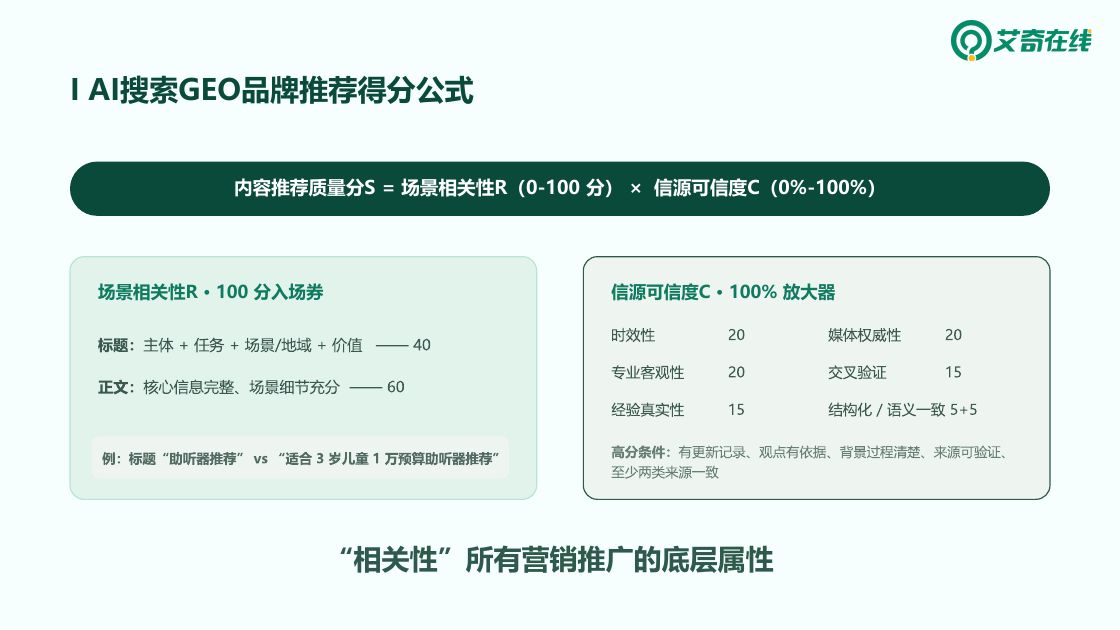 艾奇在线
I AI搜索GEO品牌推荐得分公式
内容推荐质量分S = 场景相关性R（0-100 分） × 信源可信度C（0%-100%）
场景相关性R · 100 分入场券
标题：主体 + 任务 + 场景/地域 + 价值 —— 40
正文：核心信息完整、场景细节充分 —— 60
例：标题“助听器推荐” vs “适合 3 岁儿童 1 万预算助听器推荐”
信源可信度C · 100% 放大器
时效性 20 媒体权威性 20
专业客观性 20 交叉验证 15
经验真实性 15 结构化 / 语义一致 5+5
高分条件：有更新记录、观点有依据、背景过程清楚、来源可验证、
至少两类来源一致
“相关性”所有营销推广的底层属性